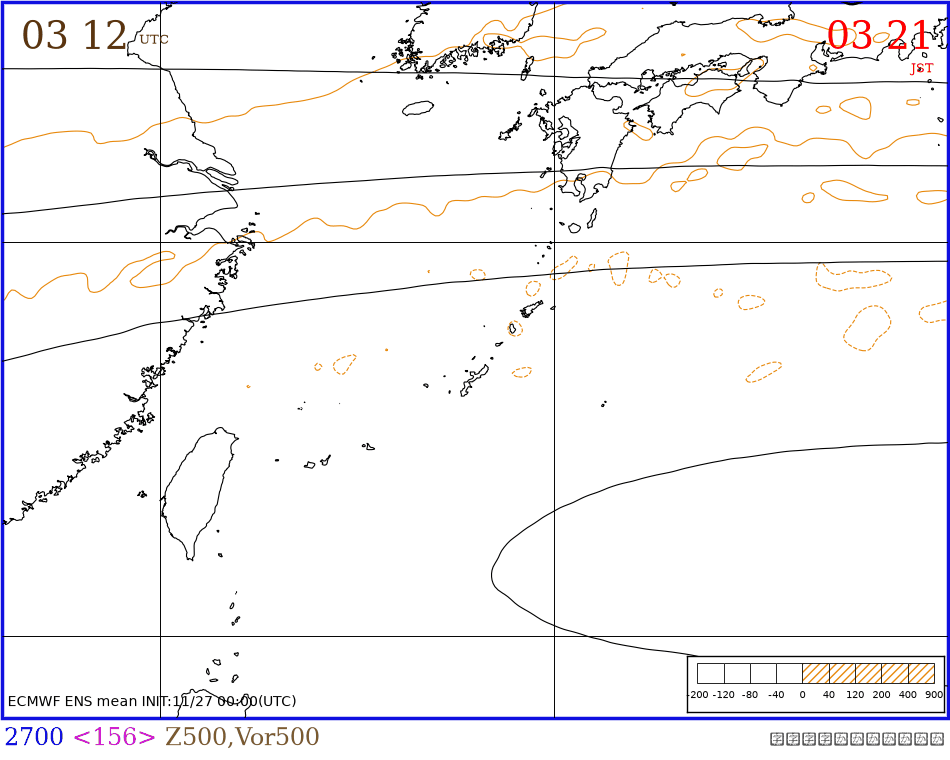 03 12 UTC
03 21
JST
-200 -120 -80 -40 0 40 120 200 400 900
ECMWF ENS mean INIT:11/27 00:00(UTC)
2700 <156> Z500,Vor500